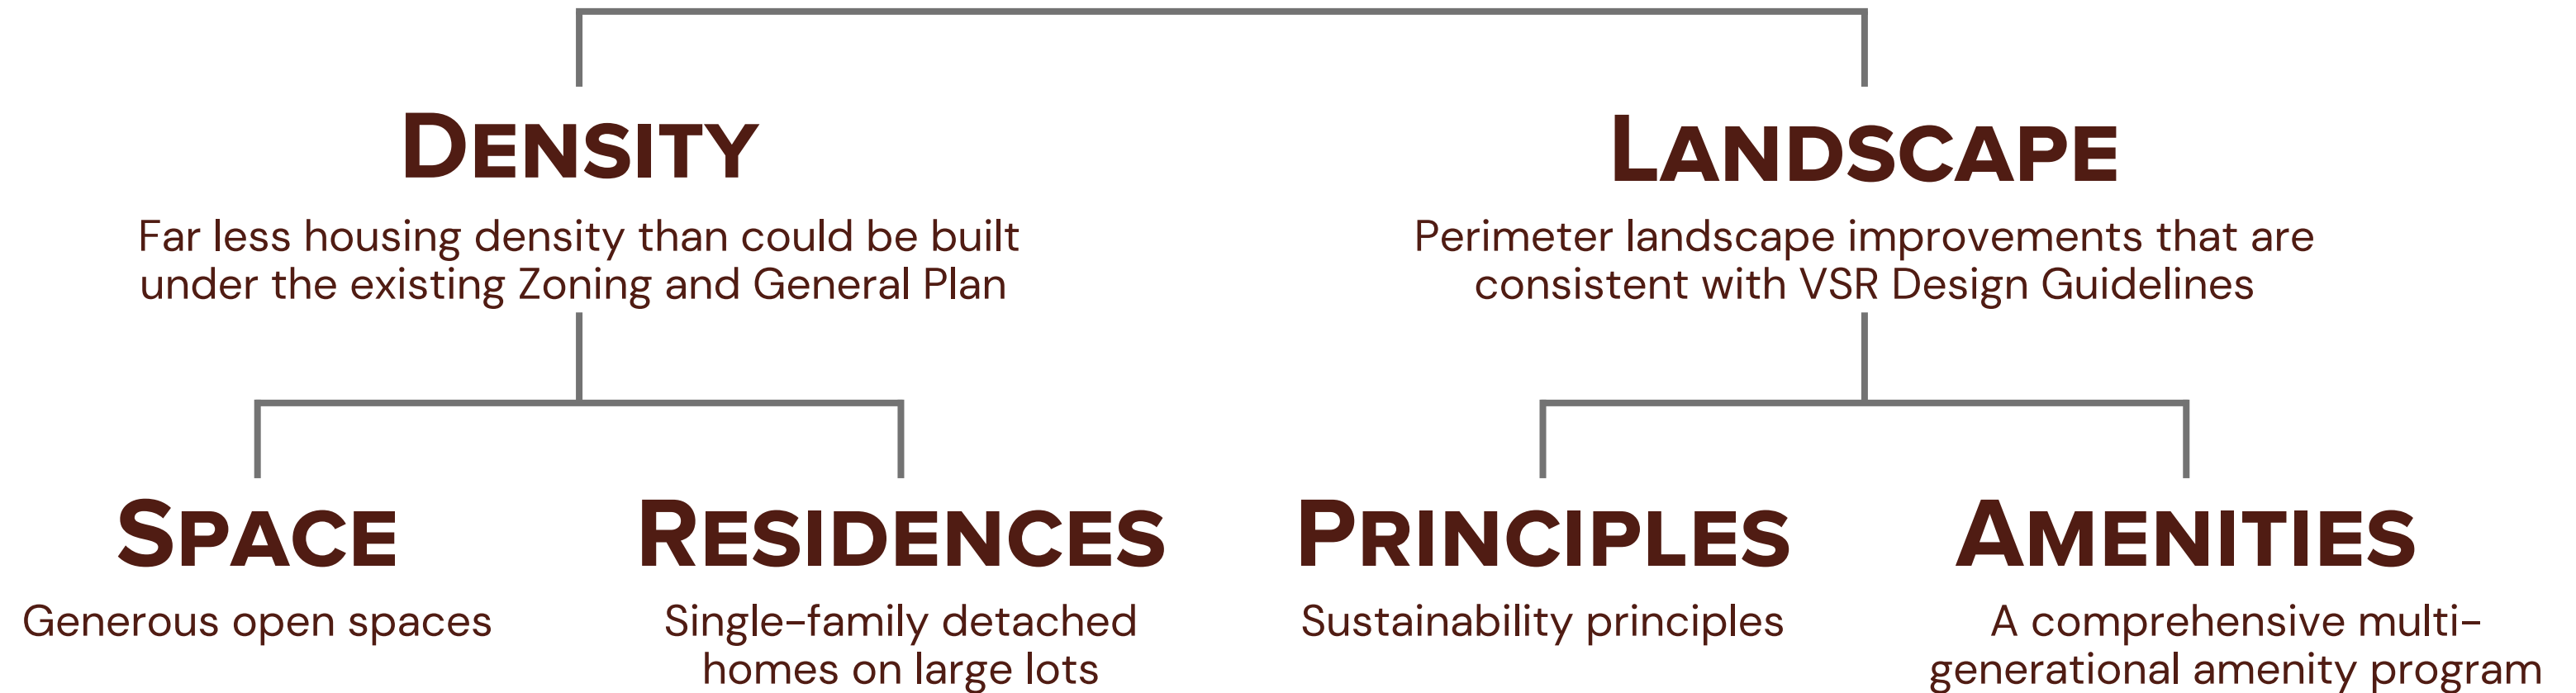 DENSITY
Far less housing density than could be built
under the existing Zoning and General Plan
LANDSCAPE
Perimeter landscape improvements that are
consistent with VSR Design Guidelines
SPACE
Generous open spaces
RESIDENCES
Single-family detached
homes on large lots
PRINCIPLES
Sustainability principles
AMENITIES
A comprehensive multi-
generational amenity program